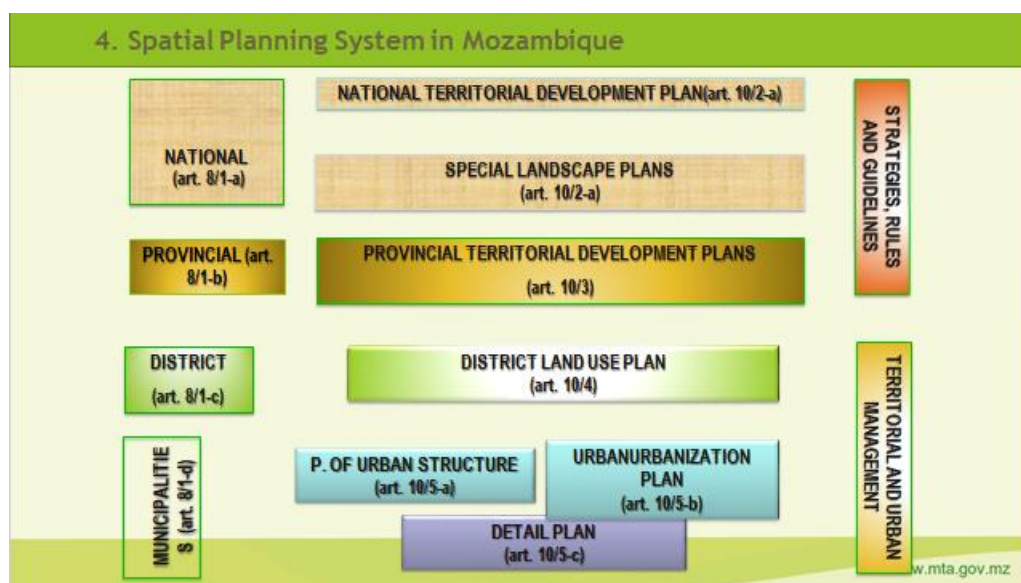 4. Spatial Planning System in Mozambique
NATIONAL
(art. 8/1-a)
NATIONAL TERRITORIAL DEVELOPMENT PLAN(art. 10/2-a)
SPECIAL LANDSCAPE PLANS
(art. 10/2-a)
STRATEGIES, RULES
AND GUIDELINES
PROVINCIAL (art.
8/1-b)
PROVINCIAL TERRITORIAL DEVELOPMENT PLANS
(art. 10/3)
DISTRICT
(art. 8/1-c)
DISTRICT LAND USE PLAN
(art. 10/4)
TERRITORIAL AND URBAN
MANAGEMENT
MUNICIPALITIE
S (art. 8/1-d)
P. OF URBAN STRUCTURE
(art. 10/5-a)
URBANURBANIZATION
PLAN
(art. 10/5-b)
DETAIL PLAN
(art. 10/5-c)
w.mta.gov.mz